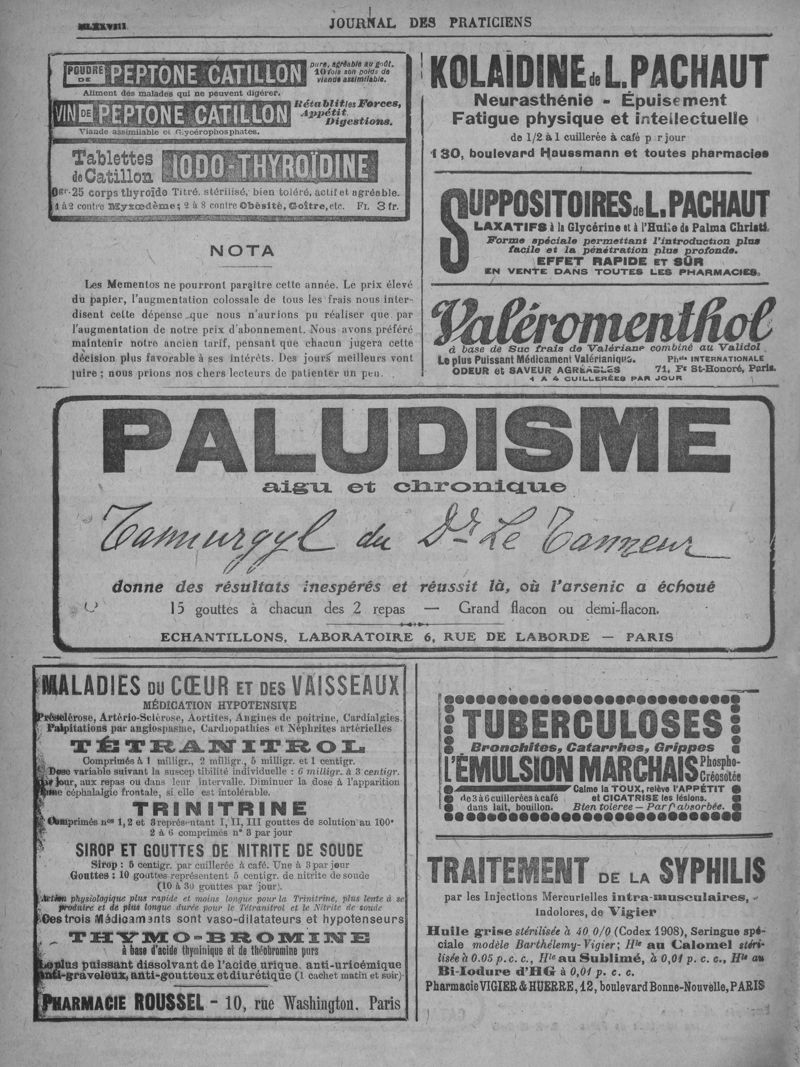 JOURNAL DES PRATICIENS
POUDRE DE PEPTONE CATILLON
pure, agréable au goût.
10 fois son poids de
viande assimilable.
Aliment des malades qui ne peuvent digérer.
VIN DE PEPTONE CATILLON
Rétablit les Forces,
Appétit
Digestions.
Viande assimilable et Glycérophosphates.
Tablettes
de Catillon
IODO-THYROÏDINE
0gr.25 corps thyroïde Titré, stérilisé, bien toléré, actif et agréable.
1 à 2 contre Myxœdème; 2 à 8 contre Obésité, Goître, etc. Fl. 3 fr.
NOTA
Les Mementos ne pourront paraître cette année. Le prix élevé
du papier, l'augmentation colossale de tous les frais nous inter-
disent cette dépense que nous n'aurions pu réaliser que par
l'augmentation de notre prix d'abonnement. Nous avons préféré
maintenir notre ancien tarif, pensant que chacun jugera cette
décision plus favorable à ses intérêts. Des jours meilleurs vont
luire; nous prions nos chers lecteurs de patienter un peu.
KOLAÏDINE de L. PACHAUT
Neurasthénie - Épuisement
Fatigue physique et intellectuelle
de 1/2 à 1 cuillerée à café p r jour
130, boulevard Haussmann et toutes pharmacies
SUPPOSITOIRES de L. PACHAUT
LAXATIFS à la Glycérine et à l'Huile de Palma Christi.
Forme spéciale permettant l'introduction plus
facile et la pénétration plus profonde.
EFFET RAPIDE ET SÛR
EN VENTE DANS TOUTES LES PHARMACIES.
Valéromenthol
à base de Suc frais de Valériane combiné au Validol
Le plus Puissant Médicament Valérianique.
ODEUR et SAVEUR AGRÉABLES
Phcie INTERNATIONALE
71, Fg St-Honoré, Paris.
1 A 4 CUILLERÉES PAR JOUR
PALUDISME
aigu et chronique
Tannurgyl du Dr Le Tanneur
donne des résultats inespérés et réussit là, où l'arsenic a échoué
15 gouttes à chacun des 2 repas — Grand flacon ou demi-flacon.
ECHANTILLONS, LABORATOIRE 6, RUE DE LABORDE — PARIS
MALADIES DU CŒUR ET DES VAISSEAUX
MÉDICATION HYPOTENSIVE
Présclérose, Artério-Sclérose, Aortites, Angines de poitrine, Cardialgies.
Palpitations par angiospasme, Cardiopathies et Néphrites artérielles
TÉTRANITROL
Comprimés à 1 milligr., 2 milligr., 5 milligr. et 1 centigr.
Dose variable suivant la suscep tibilité individuelle : 6 milligr. à 3 centigr.
par jour, aux repas ou dans leur intervalle. Diminuer la dose à l'apparition
d'une céphalalgie frontale, si elle est intolérable.
TRINITRINE
Comprimés nos 1, 2 et 3 représentant I, II, III gouttes de solution au 100e
2 à 6 comprimés n° 3 par jour
SIROP ET GOUTTES DE NITRITE DE SOUDE
Sirop : 5 centigr. par cuillerée à café. Une à 3 par jour
Gouttes : 10 gouttes représentent 5 centigr. de nitrite de soude
(10 à 30 gouttes par jour).
Action physiologique plus rapide et moins longue pour la Trinitrine, plus lente à se
produire et de plus longue durée pour le Tétranitrol et le Nitrite de soude
Ces trois Médicaments sont vaso-dilatateurs et hypotenseurs
THYMO-BROMINE
à base d'acide thyminique et de théobromine purs
Le plus puissant dissolvant de l'acide urique, anti-uricémique
anti-graveleux, anti-goutteux et diurétique (1 cachet matin et soir)
PHARMACIE ROUSSEL - 10, rue Washington, Paris
TUBERCULOSES
Bronchites, Catarrhes, Grippes
L'ÉMULSION MARCHAIS Phospho-
Créosotée
Calme la TOUX, relève l'APPÉTIT
de 3 à 6 cuillerées à café et CICATRISE les lésions.
dans lait, bouillon. Bien toléree — Parft absorbée.
TRAITEMENT DE LA SYPHILIS
par les Injections Mercurielles intra-musculaires,
indolores, de Vigier
Huile grise stérilisée à 40 0/0 (Codex 1908), Seringue spé-
ciale modèle Barthélemy-Vigier; Hle au Calomel stéri-
lisée à 0.05 p. c. c., Hle au Sublimé, à 0,01 p. c. c., Hle au
Bi-Iodure d'HG à 0,01 p. c. c.
Pharmacie VIGIER & HUERRE, 12, boulevard Bonne-Nouvelle, PARIS